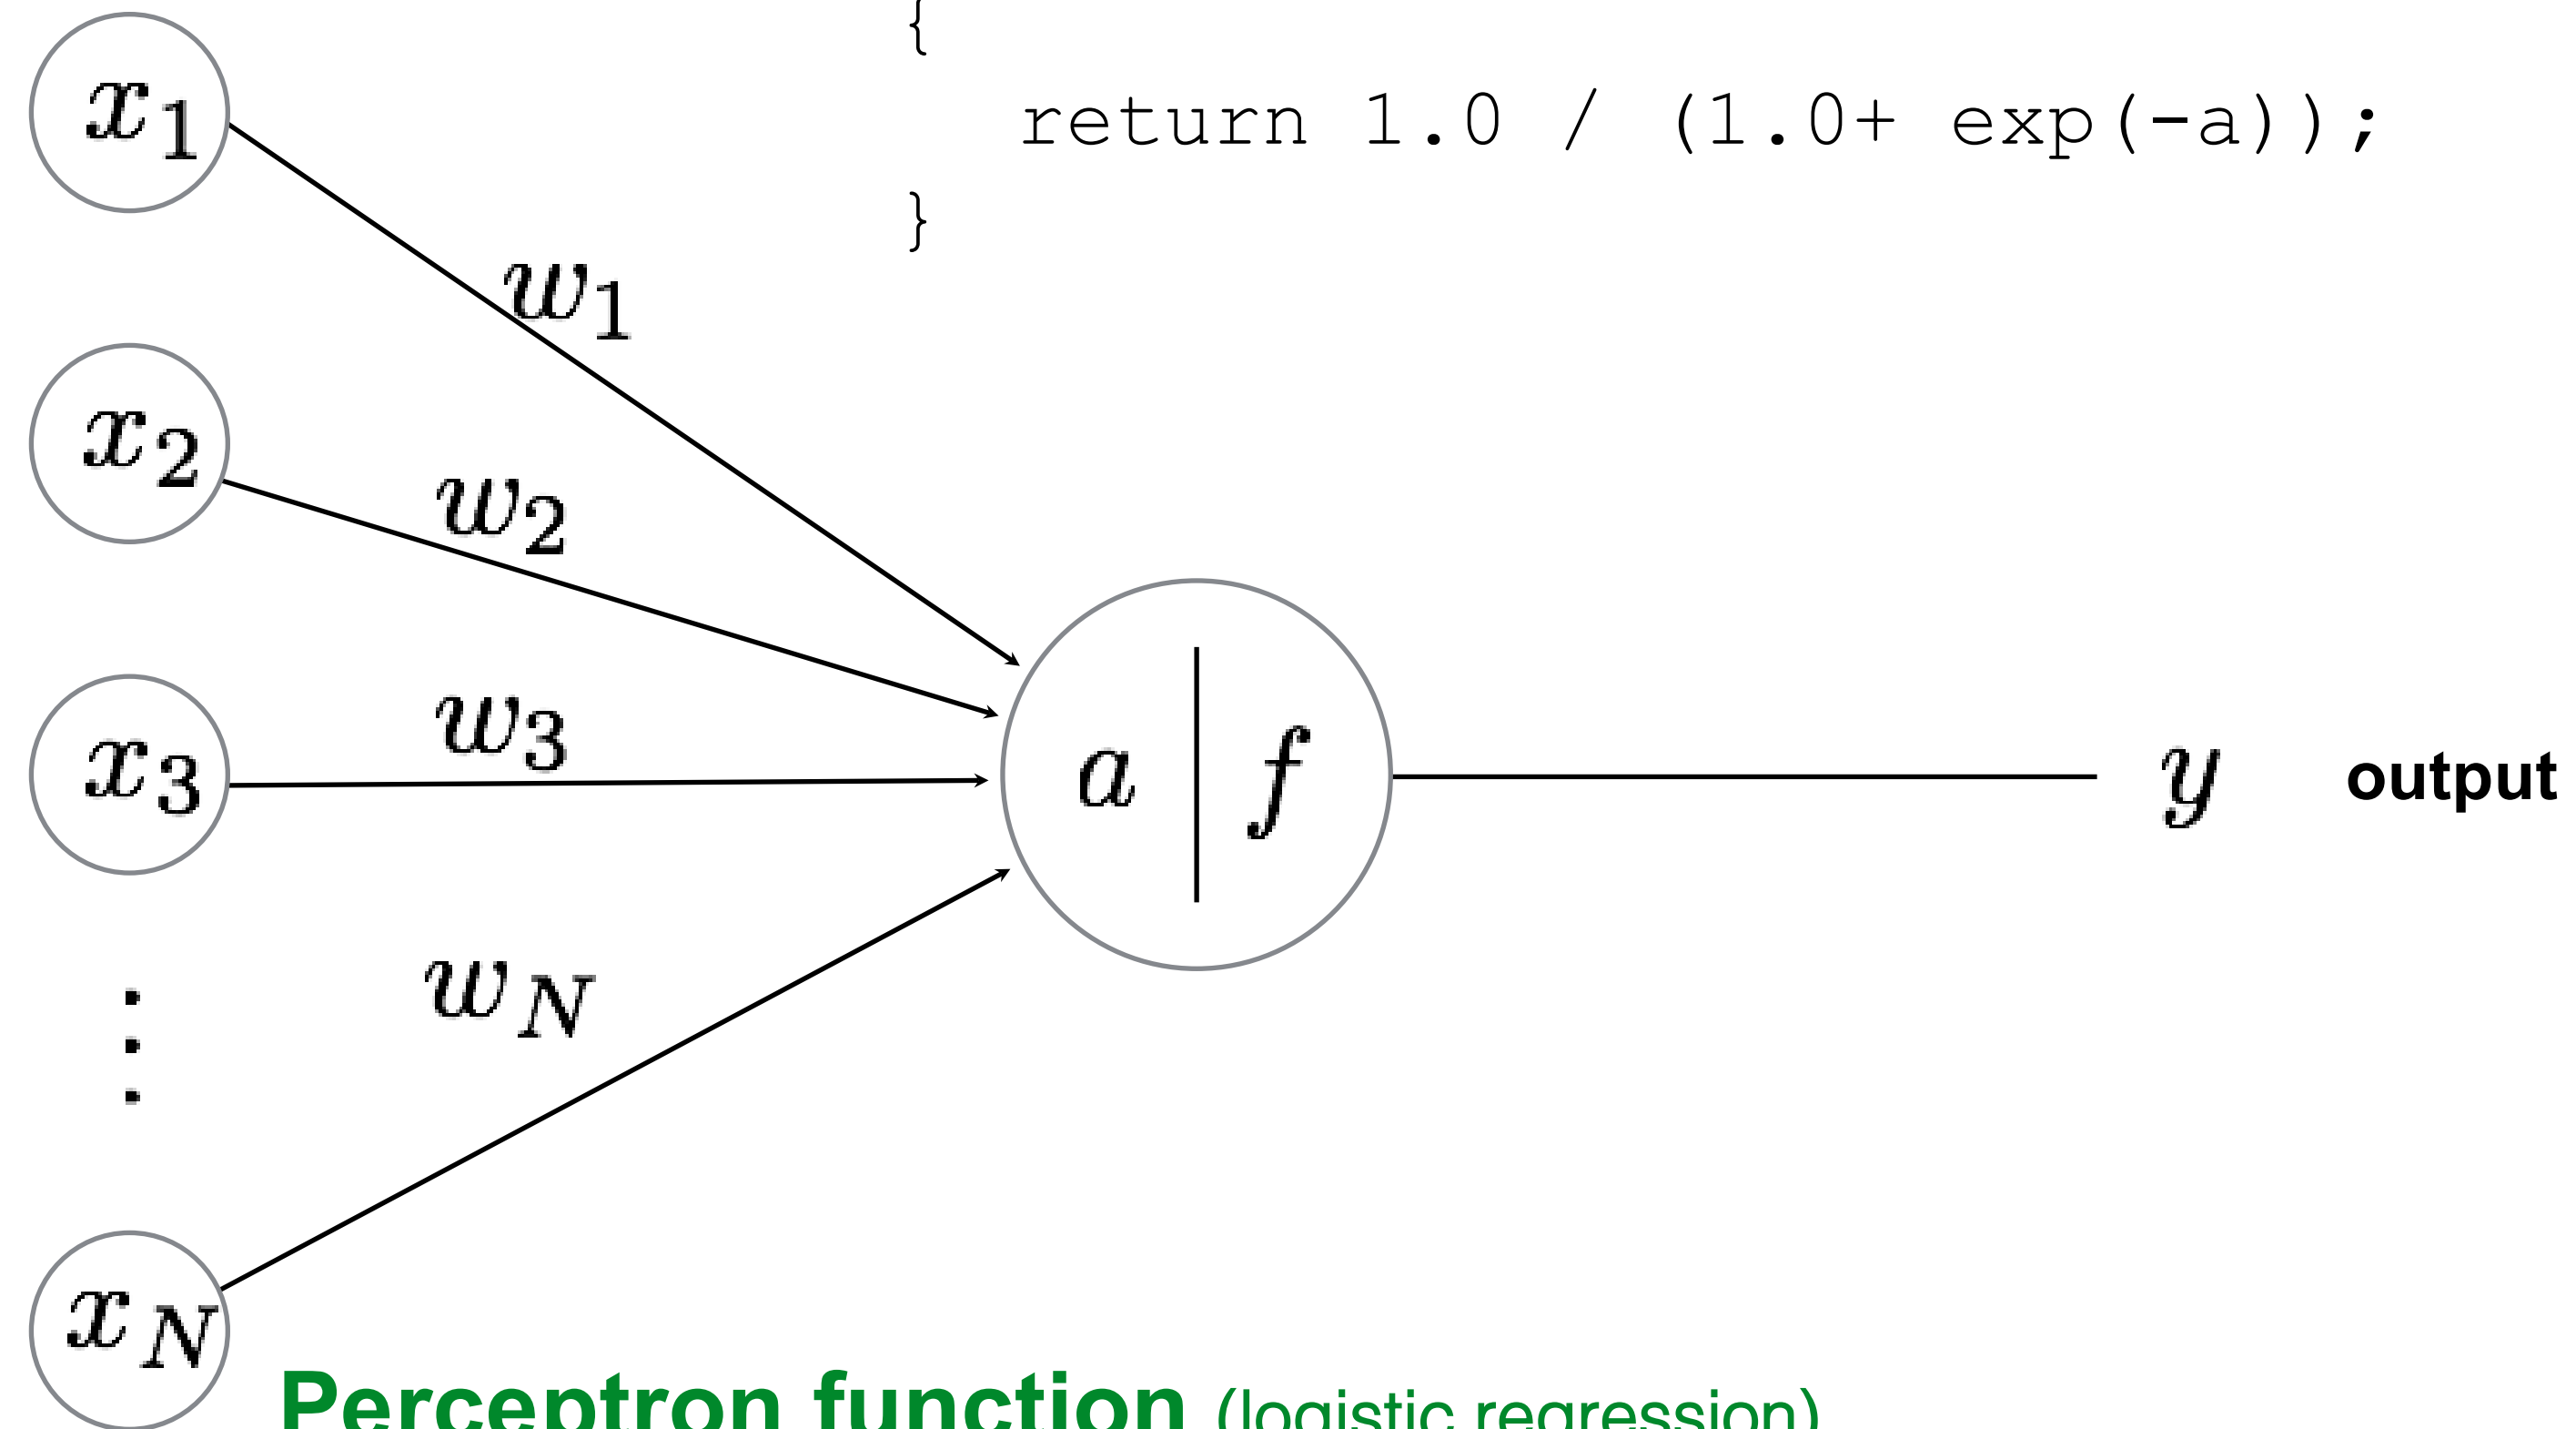 {
return 1.0 / (1.0+ exp(-a));
}
x1
w1
x2
w2
x3
w3
a | f
y output
⋮
wN
xN
Perceptron function (logistic regression)